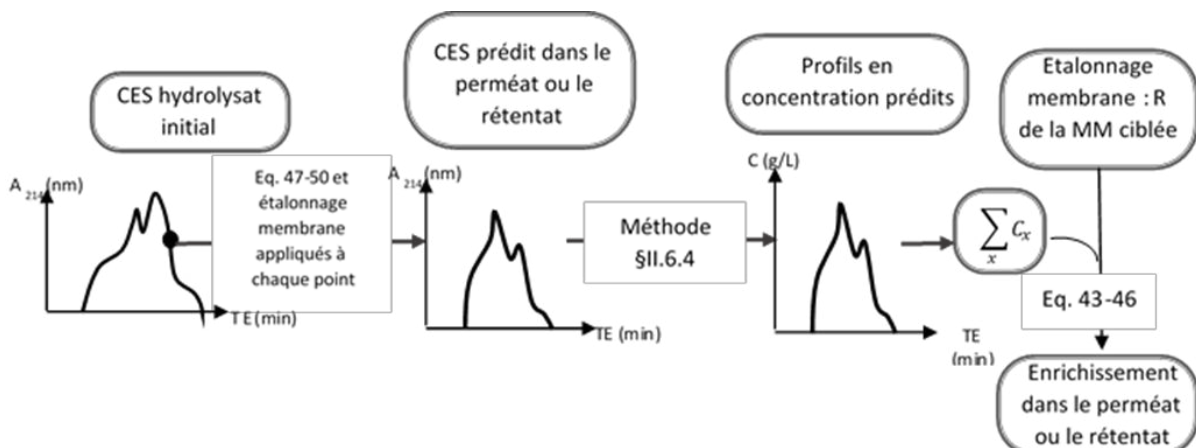 CES hydrolysat
initial
CES prédit dans le
perméat ou le
rétentat
Profils en
concentration prédits
Etalonnage
membrane : R
de la MM ciblée
A 214 (nm)
TE(min)
Eq. 47-50 et
étalonnage
membrane
appliqués à
chaque point
A 214 (nm)
TE (min)
Méthode
§II.6.4
C (g/L)
TE
(min)
∑ Cx
x
Eq. 43-46
Enrichissement
dans le perméat
ou le rétentat